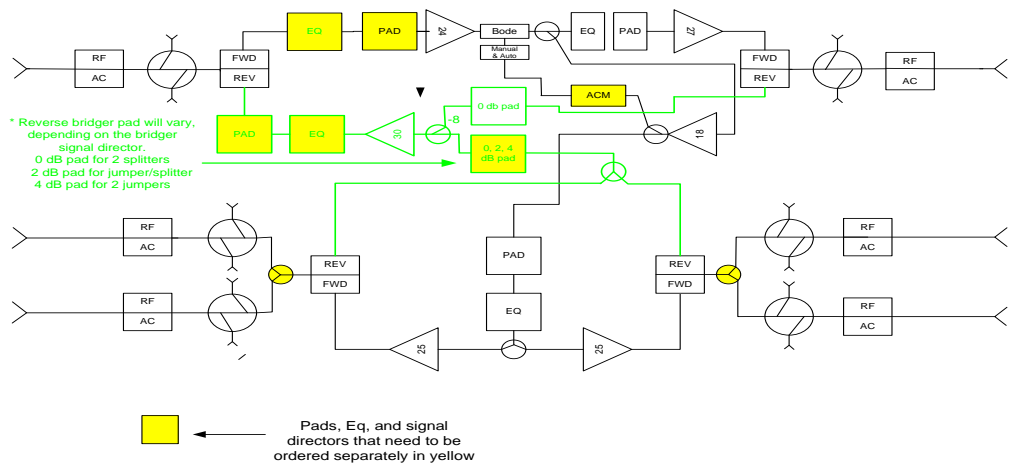 EQ
PAD
24
Bode
Manual
& Auto
EQ
PAD
27
RF
AC
FWD
REV
FWD
REV
RF
AC
ACM
0 db pad
-8
* Reverse bridger pad will vary,
depending on the bridger
signal director.
0 dB pad for 2 splitters
2 dB pad for jumper/splitter
4 dB pad for 2 jumpers
PAD
EQ
30
0, 2, 4
dB pad
18
RF
AC
RF
AC
REV
FWD
PAD
EQ
REV
FWD
RF
AC
RF
AC
25
25
Pads, Eq, and signal
directors that need to be
ordered separately in yellow